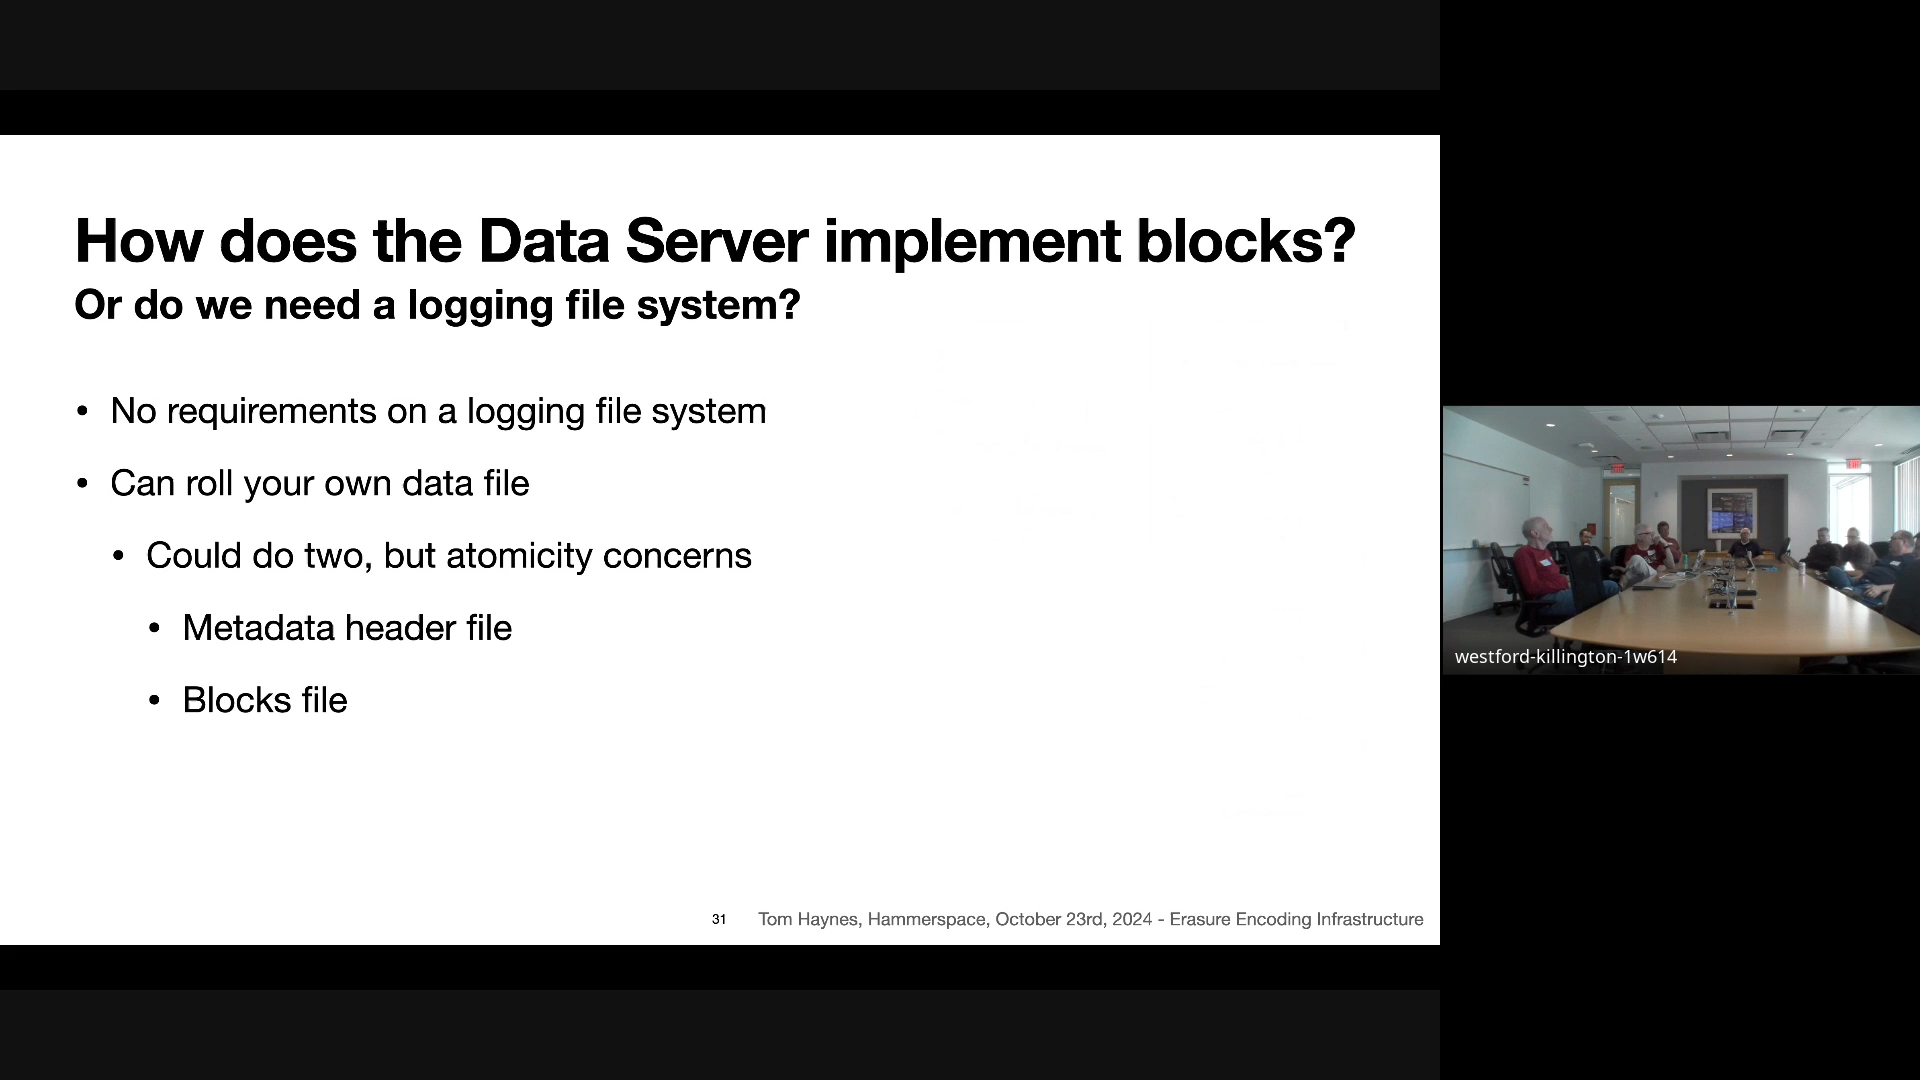 How does the Data Server implement blocks?
Or do we need a logging file system?
• No requirements on a logging file system
• Can roll your own data file
• Could do two, but atomicity concerns
• Metadata header file
• Blocks file
31 Tom Haynes, Hammerspace, October 23rd, 2024 - Erasure Encoding Infrastructure
westford-killington-1w614